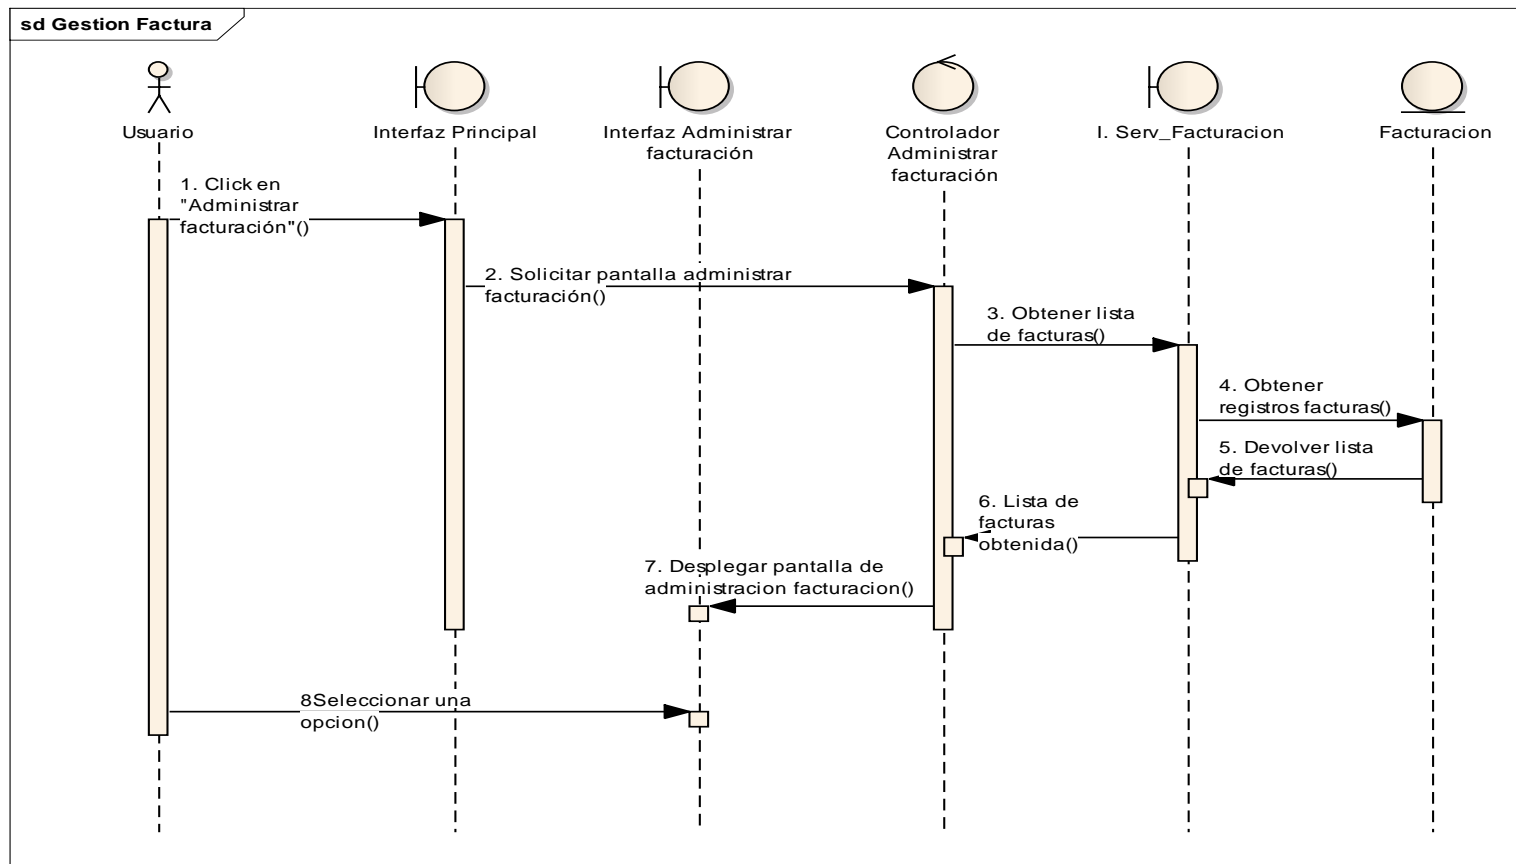 sd Gestion Factura
Usuario
Interfaz Principal
Interfaz Administrar
facturación
Controlador
Administrar
facturación
I. Serv_Facturacion
Facturacion
1. Click en
"Administrar
facturación"()
2. Solicitar pantalla administrar
facturación()
3. Obtener lista
de facturas()
4. Obtener
registros facturas()
5. Devolver lista
de facturas()
6. Lista de
facturas
obtenida()
7. Desplegar pantalla de
administracion facturacion()
8Seleccionar una
opcion()